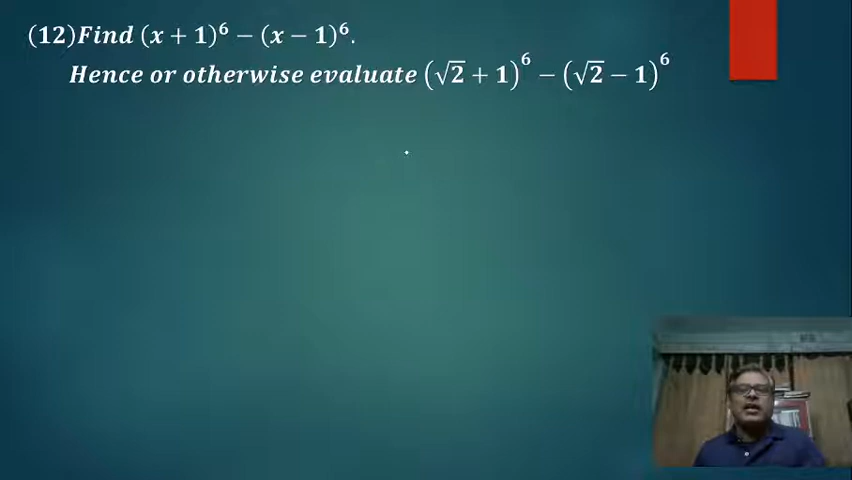 (12)Find (x + 1)⁶ − (x − 1)⁶.
Hence or otherwise evaluate (√2 + 1)⁶ − (√2 − 1)⁶